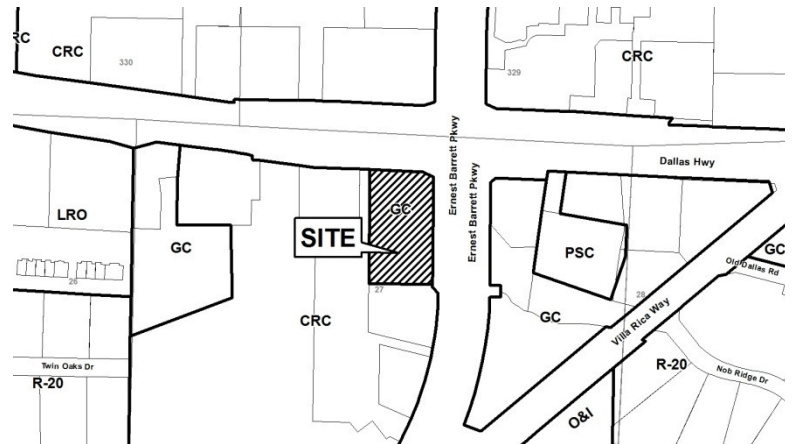 RC
CRC
330
329
CRC
Ernest Barrett Pkwy
Ernest Barrett Pkwy
Dallas Hwy
LRO
GC
GC
SITE
PSC
GC
Old Dallas Rd
26
27
28
CRC
GC
Villa Rica Way
Twin Oaks Dr
R-20
R-20
Nob Ridge Dr
O&I